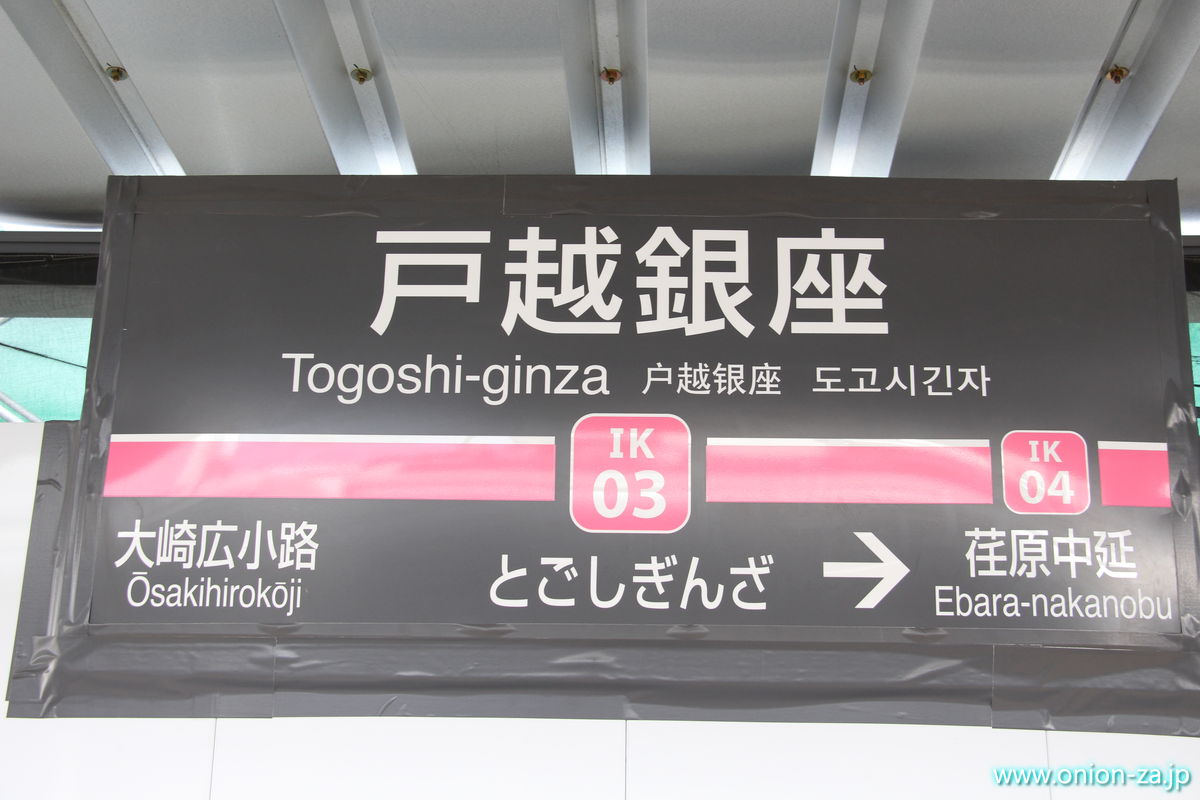 戸越銀座
Togoshi-ginza 户越银座 도고시긴자
IK
03
IK
04
大崎広小路
Ōsakihirokōji
とごしぎんざ →
荏原中延
Ebara-nakanobu
www.onion-za.jp